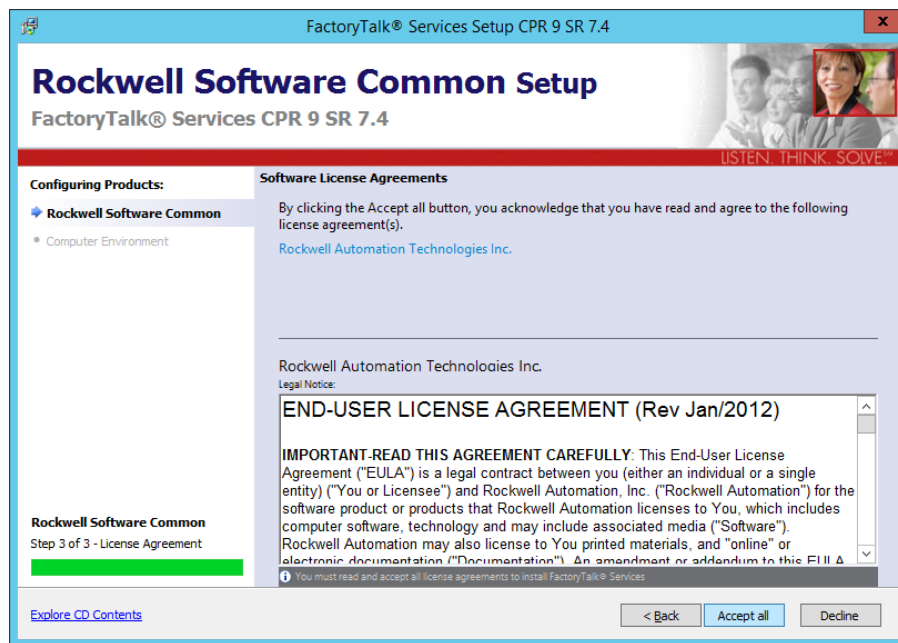 FactoryTalk® Services Setup CPR 9 SR 7.4
x
Rockwell Software Common Setup
FactoryTalk® Services CPR 9 SR 7.4
LISTEN. THINK. SOLVE.℠
Configuring Products:
Rockwell Software Common
Computer Environment
Software License Agreements
By clicking the Accept all button, you acknowledge that you have read and agree to the following
license agreement(s).
Rockwell Automation Technologies Inc.
Rockwell Automation Technologies Inc.
Legal Notice:
END-USER LICENSE AGREEMENT (Rev Jan/2012)
IMPORTANT-READ THIS AGREEMENT CAREFULLY: This End-User License
Agreement ("EULA") is a legal contract between you (either an individual or a single
entity) ("You or Licensee") and Rockwell Automation, Inc. ("Rockwell Automation") for the
software product or products that Rockwell Automation licenses to You, which includes
computer software, technology and may include associated media ("Software").
Rockwell Automation may also license to You printed materials, and "online" or
electronic documentation ("Documentation"). An amendment or addendum to this EULA
You must read and accept all license agreements to install FactoryTalk® Services
Rockwell Software Common
Step 3 of 3 - License Agreement
Explore CD Contents
< Back
Accept all
Decline